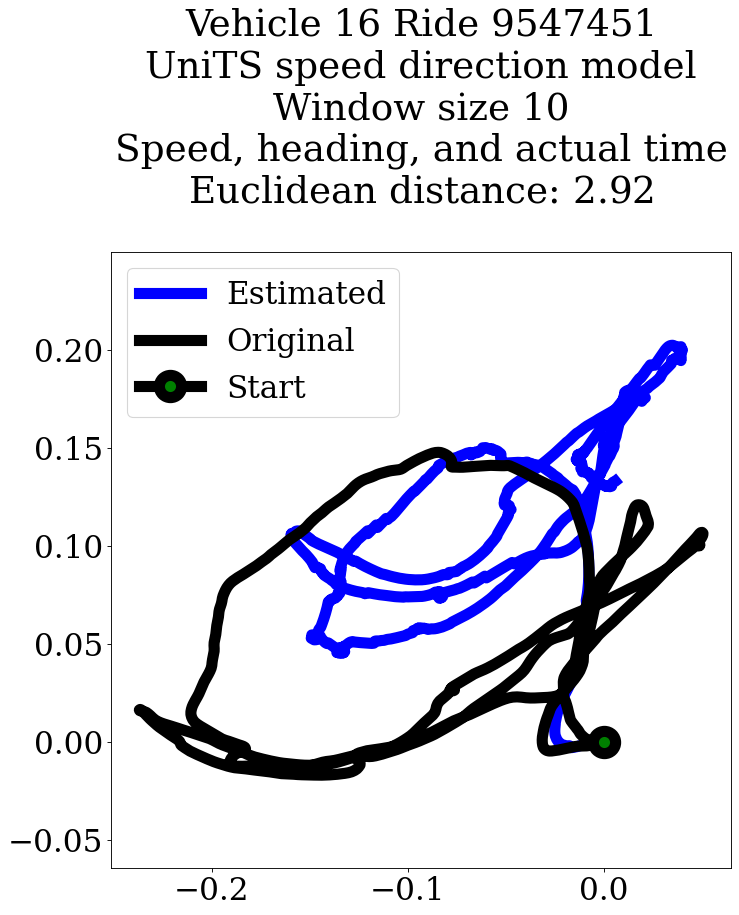 Vehicle 16 Ride 9547451
UniTS speed direction model
Window size 10
Speed, heading, and actual time
Euclidean distance: 2.92
Estimated
Original
Start
0.20
0.15
0.10
0.05
0.00
−0.05
−0.2
−0.1
0.0